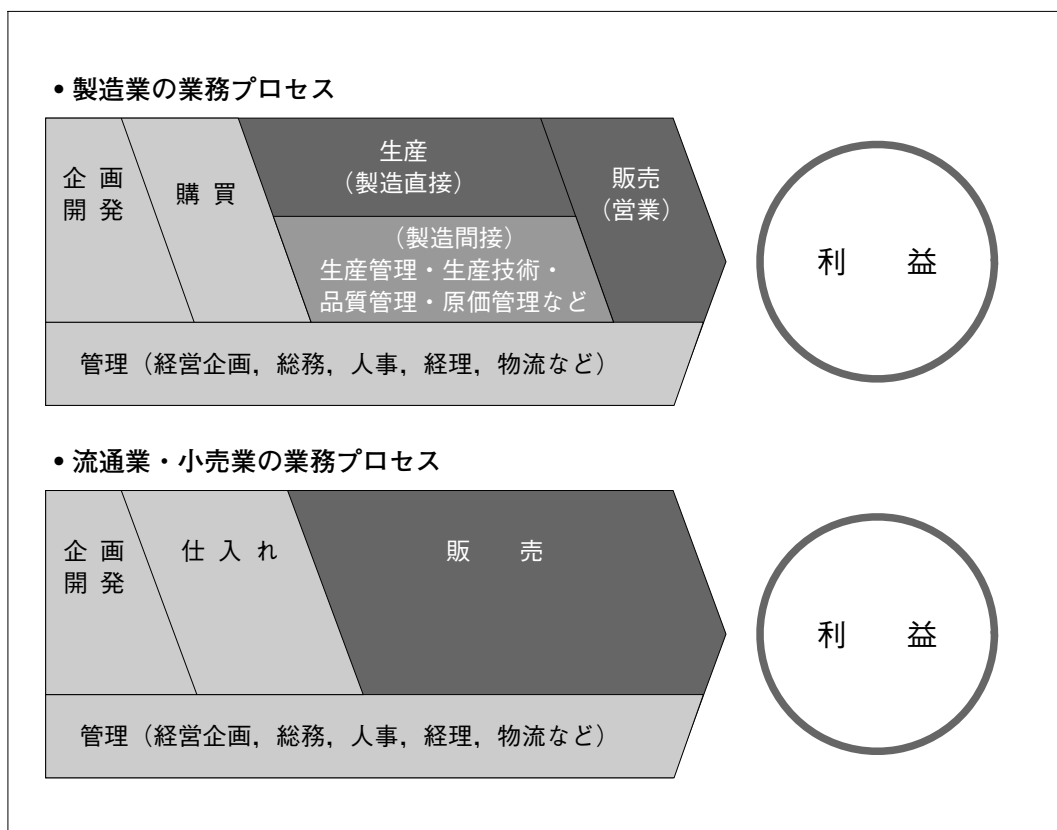 • 製造業の業務プロセス
企 画
開 発
購 買
生産
（製造直接）
（製造間接）
生産管理・生産技術・
品質管理・原価管理など
販売
（営業）
管理（経営企画，総務，人事，経理，物流など）
利　　益
• 流通業・小売業の業務プロセス
企 画
開 発
仕 入 れ
販　　売
管理（経営企画，総務，人事，経理，物流など）
利　　益